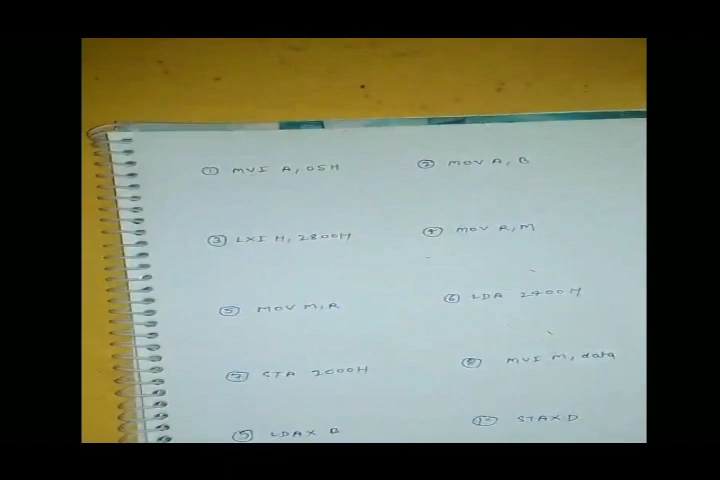 ① MVI A, 05H ② MOV A, B
③ LXI H, 2800H ④ MOV R, M
⑤ MOV M, R ⑥ LDA 2400H
⑦ STA 2000H ⑧ MVI M, data
⑨ LDAX B ⑩ STAX D